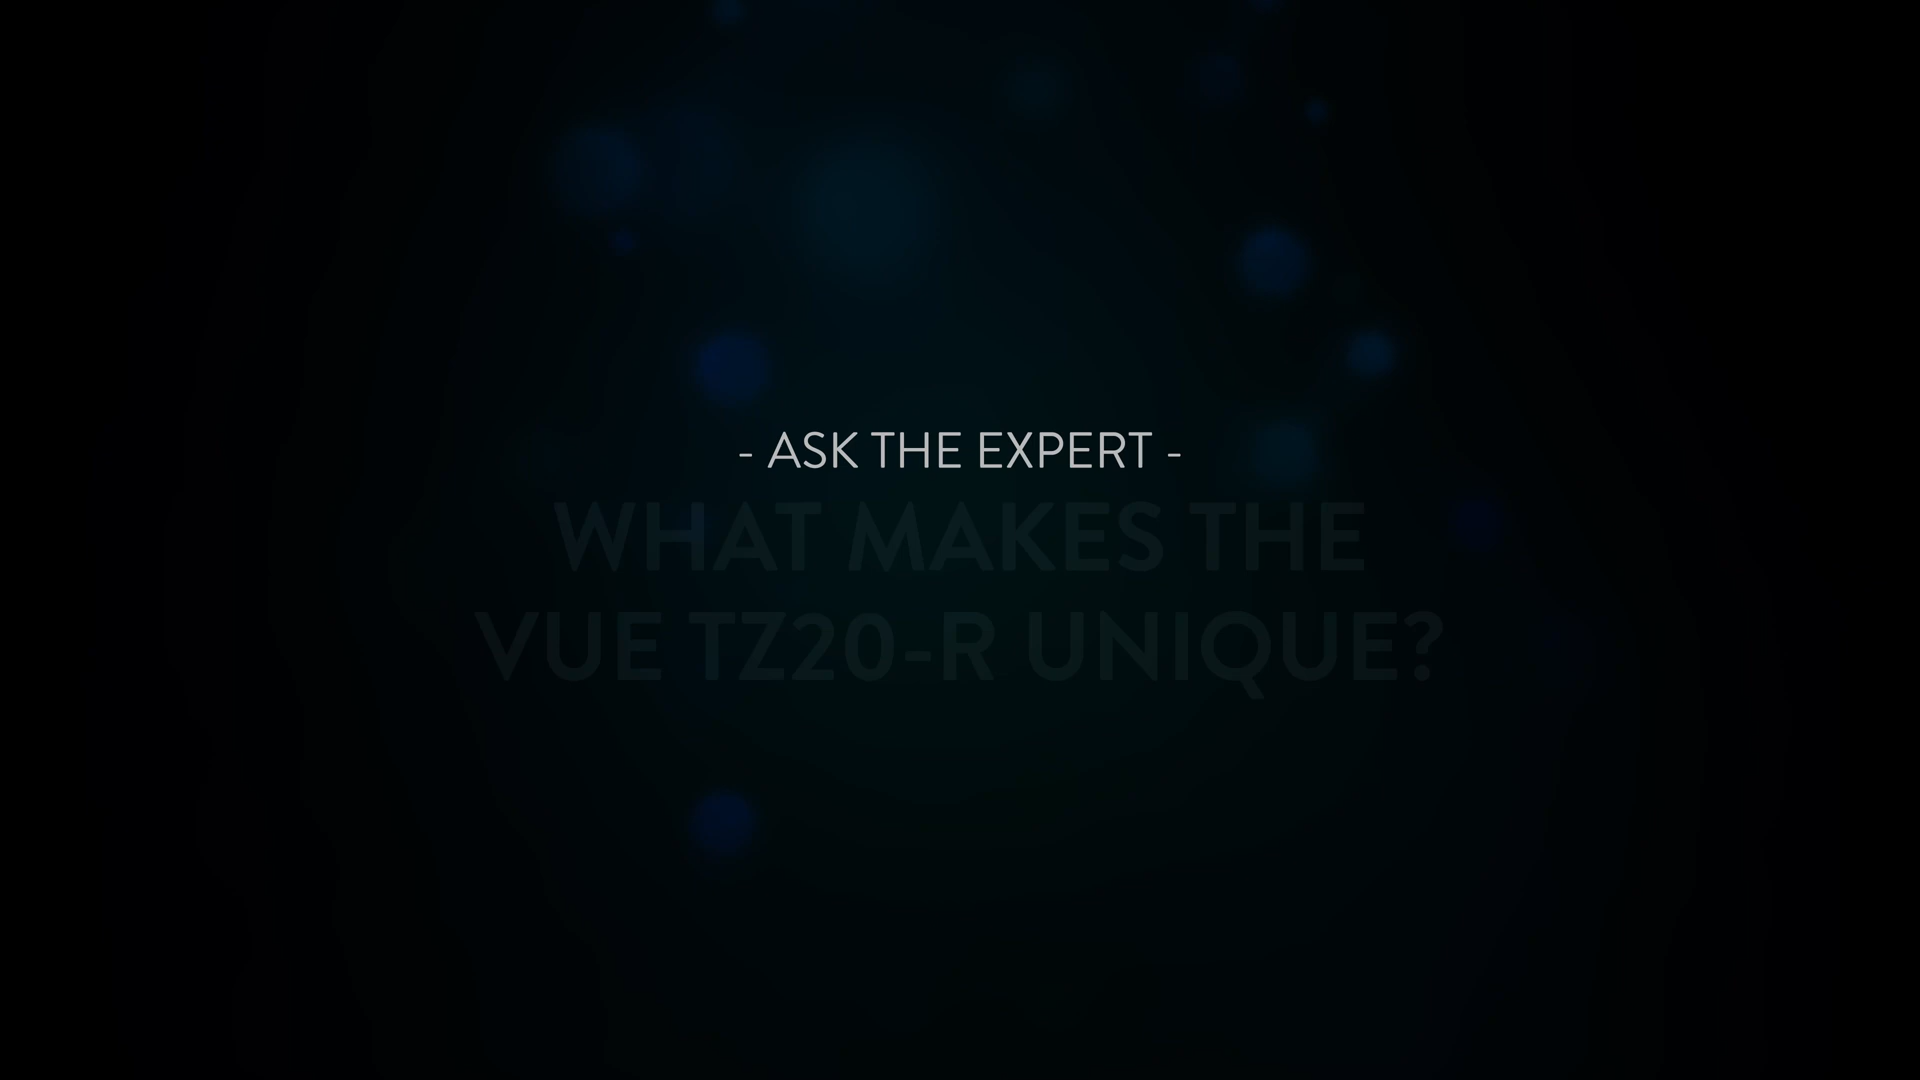 - ASK THE EXPERT -
WHAT MAKES THE
VUE TZ20-R UNIQUE?